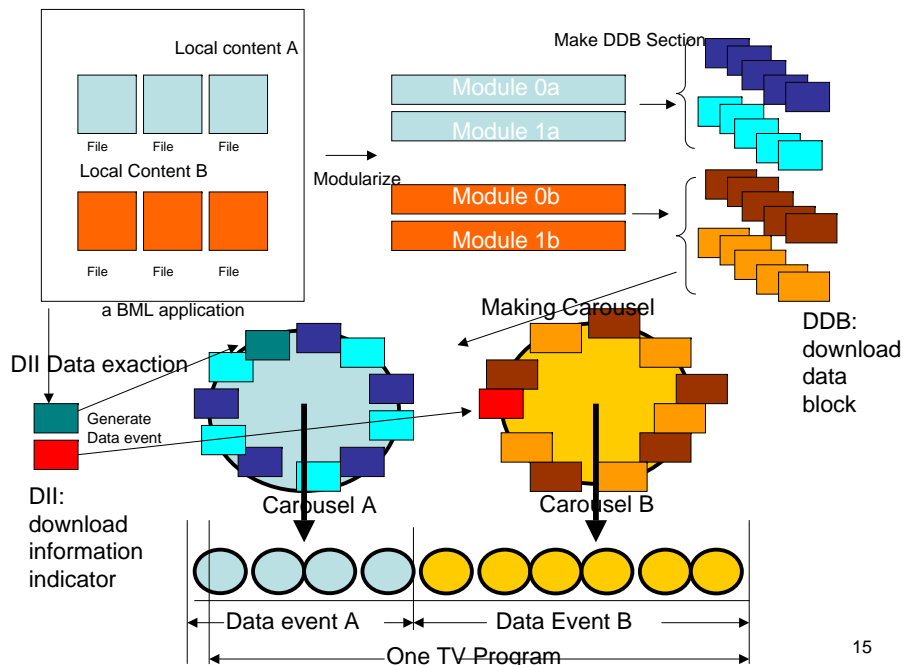 Local content A
File File File
Local Content B
File File File
a BML application
Modularize
Module 0a
Module 1a
Module 0b
Module 1b
Make DDB Section
Making Carousel
DDB:
download
data
block
DII Data exaction
Generate
Data event
DII:
download
information
indicator
Carousel A
Carousel B
Data event A
Data Event B
One TV Program
15